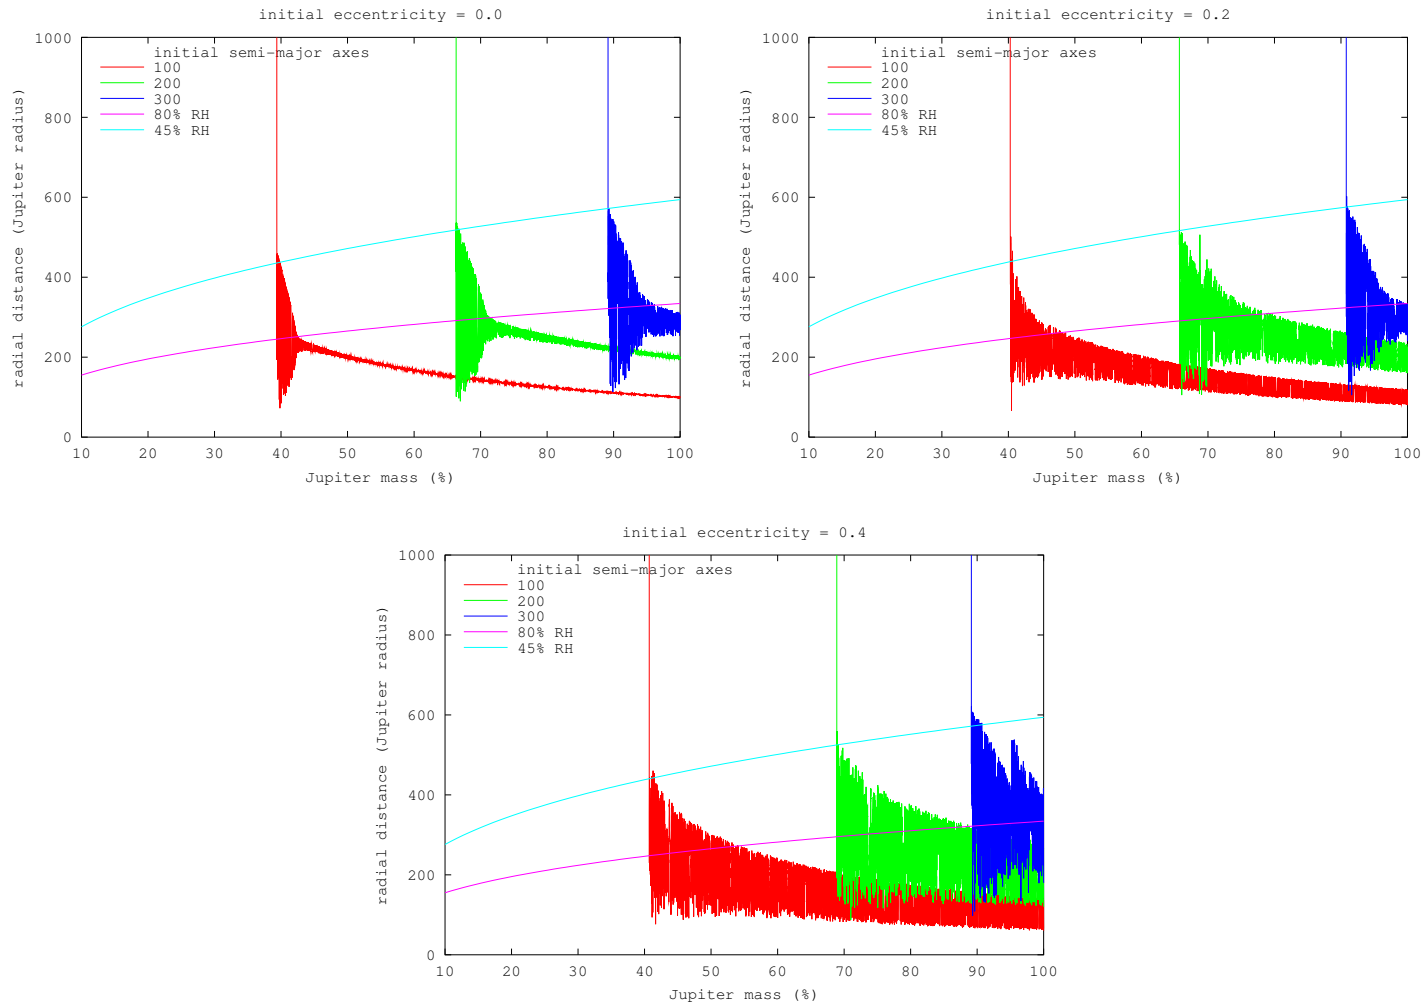 initial eccentricity = 0.0
1000
800
600
400
200
0
radial distance (Jupiter radius)
initial semi-major axes
100
200
300
80% RH
45% RH
10 20 30 40 50 60 70 80 90 100
Jupiter mass (%)
initial eccentricity = 0.2
1000
800
600
400
200
0
radial distance (Jupiter radius)
initial semi-major axes
100
200
300
80% RH
45% RH
10 20 30 40 50 60 70 80 90 100
Jupiter mass (%)
initial eccentricity = 0.4
1000
800
600
400
200
0
radial distance (Jupiter radius)
initial semi-major axes
100
200
300
80% RH
45% RH
10 20 30 40 50 60 70 80 90 100
Jupiter mass (%)